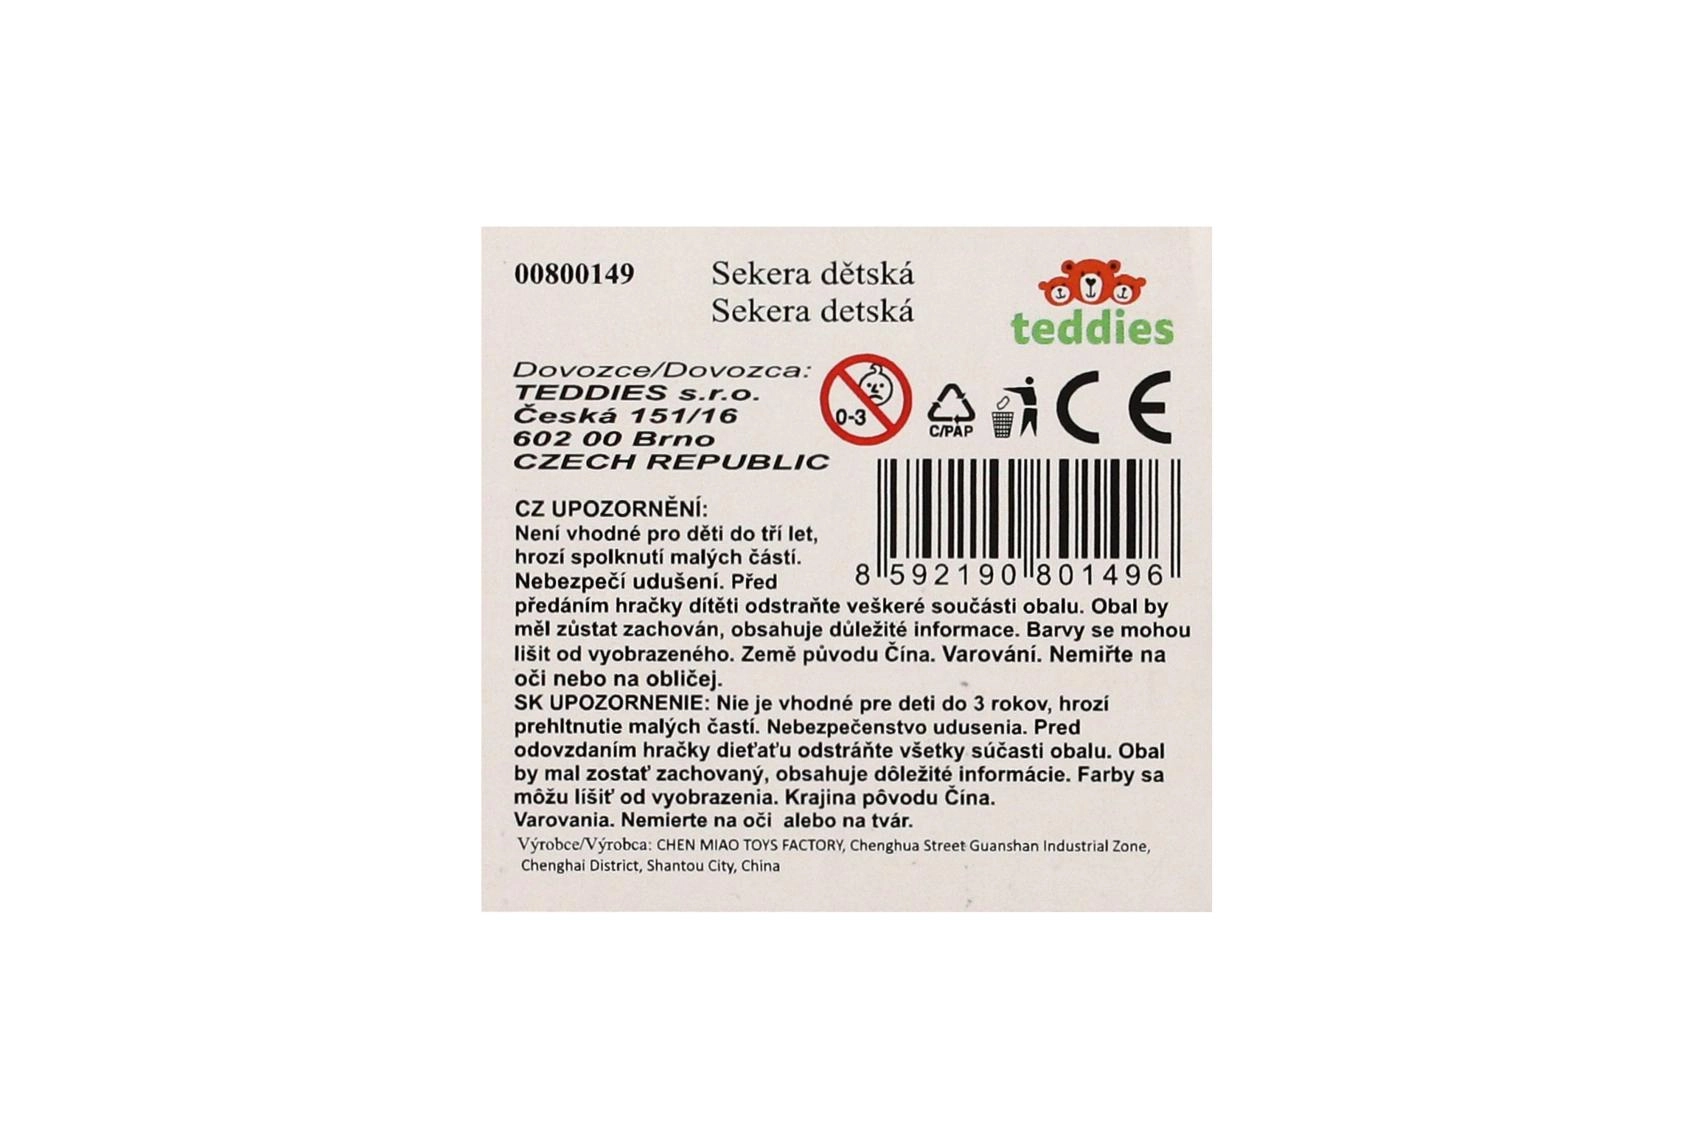 00800149
Sekera dětská
Sekera detská
teddies
Dovozce/Dovozca:
TEDDIES s.r.o.
Česká 151/16
602 00 Brno
CZECH REPUBLIC
0-3
C/PAP
CE
8 592190 801496
CZ UPOZORNĚNÍ:
Není vhodné pro děti do tří let,
hrozí spolknutí malých částí.
Nebezpečí udušení. Před
předáním hračky dítěti odstraňte veškeré součásti obalu. Obal by
měl zůstat zachován, obsahuje důležité informace. Barvy se mohou
lišit od vyobrazeného. Země původu Čína. Varování. Nemiřte na
oči nebo na obličej.
SK UPOZORNENIE: Nie je vhodné pre deti do 3 rokov, hrozí
prehltnutie malých častí. Nebezpečenstvo udusenia. Pred
odovzdaním hračky dieťaťu odstráňte všetky súčasti obalu. Obal
by mal zostať zachovaný, obsahuje dôležité informácie. Farby sa
môžu líšiť od vyobrazenia. Krajina pôvodu Čína.
Varovania. Nemierte na oči alebo na tvár.
Výrobce/Výrobca: CHEN MIAO TOYS FACTORY, Chenghua Street Guanshan Industrial Zone,
Chenghai District, Shantou City, China